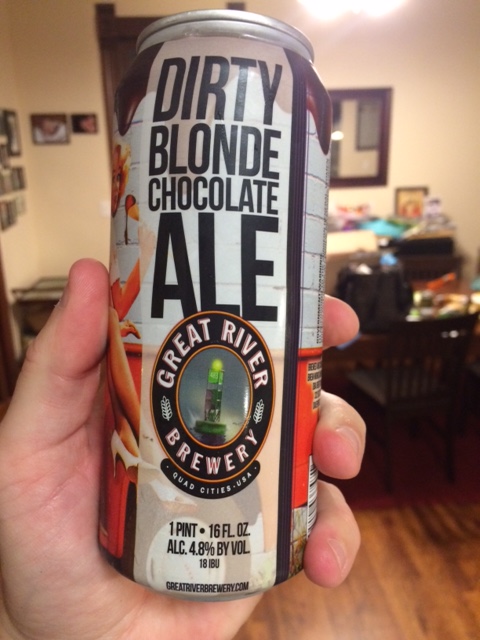 DIRTY
BLONDE
CHOCOLATE
ALE
GREAT RIVER
BREWERY
· QUAD CITIES-USA ·
1 PINT • 16 FL. OZ.
ALC. 4.8% BY VOL.
18 IBU
GREATRIVERBREWERY.COM